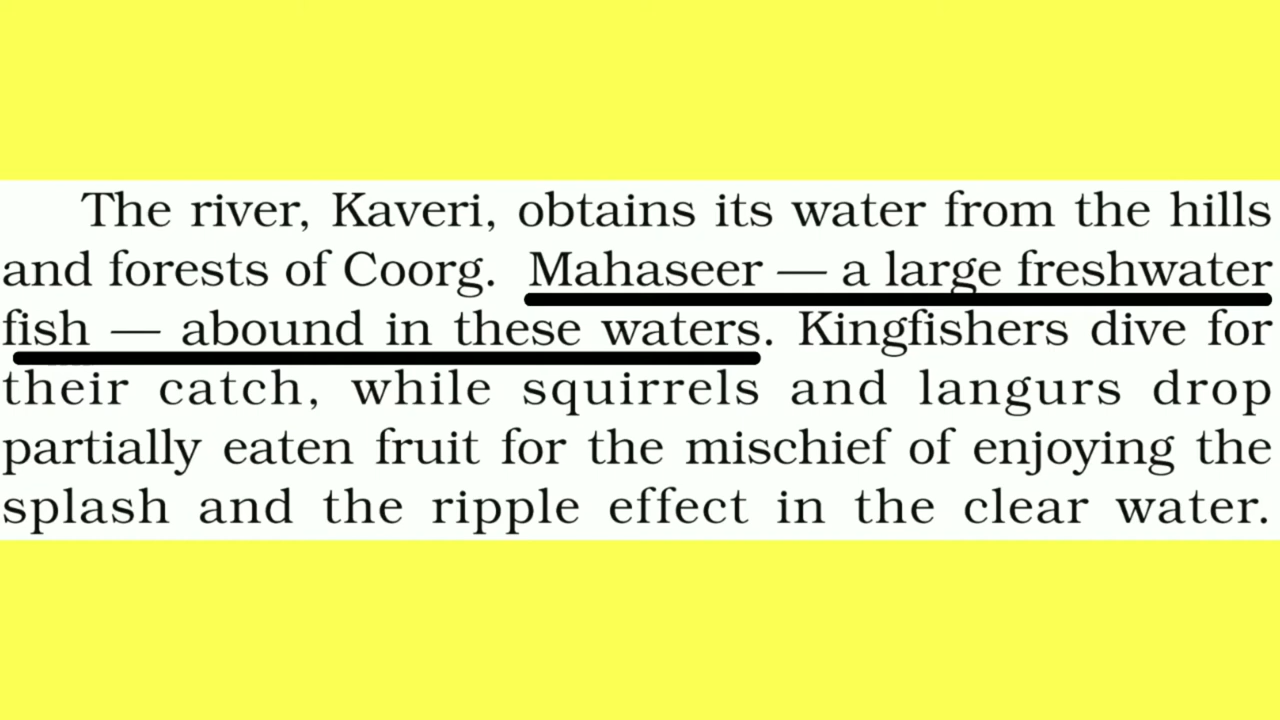 The river, Kaveri, obtains its water from the hills
and forests of Coorg. Mahaseer — a large freshwater
fish — abound in these waters. Kingfishers dive for
their catch, while squirrels and langurs drop
partially eaten fruit for the mischief of enjoying the
splash and the ripple effect in the clear water.